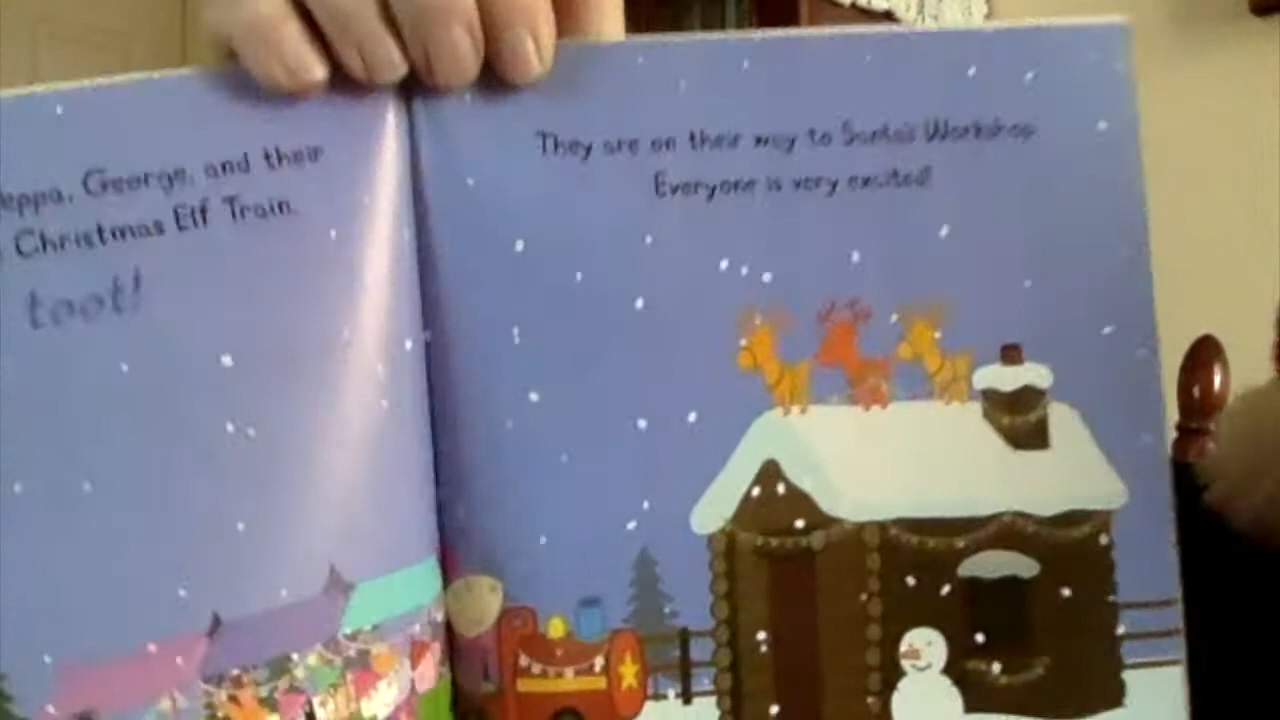 Peppa, George, and their
Christmas Elf Train.
toot!
They are on their way to Santa's Workshop.
Everyone is very excited!